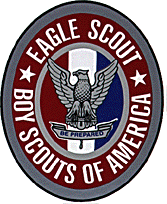 EAGLE SCOUT
BE PREPARED
BOY SCOUTS OF AMERICA